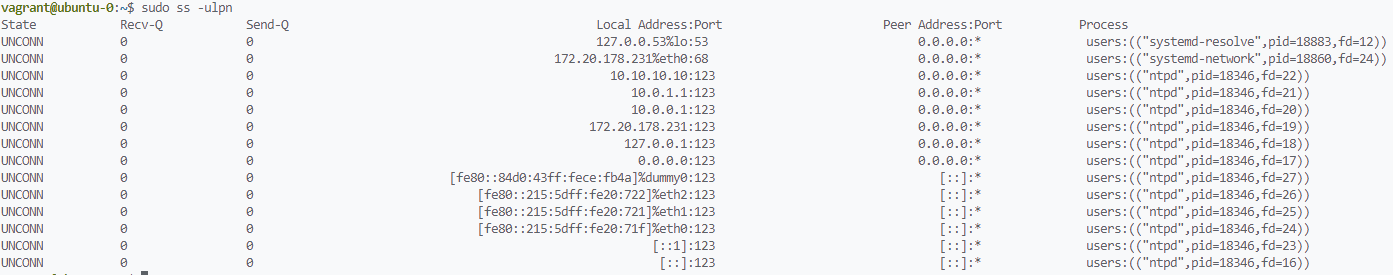 vagrant@ubuntu-0:~$ sudo ss -ulpn
State Recv-Q Send-Q Local Address:Port Peer Address:Port Process
UNCONN 0 0 127.0.0.53%lo:53 0.0.0.0:* users:(("systemd-resolve",pid=18883,fd=12))
UNCONN 0 0 172.20.178.231%eth0:68 0.0.0.0:* users:(("systemd-network",pid=18860,fd=24))
UNCONN 0 0 10.10.10.10:123 0.0.0.0:* users:(("ntpd",pid=18346,fd=22))
UNCONN 0 0 10.0.1.1:123 0.0.0.0:* users:(("ntpd",pid=18346,fd=21))
UNCONN 0 0 10.0.0.1:123 0.0.0.0:* users:(("ntpd",pid=18346,fd=20))
UNCONN 0 0 172.20.178.231:123 0.0.0.0:* users:(("ntpd",pid=18346,fd=19))
UNCONN 0 0 127.0.0.1:123 0.0.0.0:* users:(("ntpd",pid=18346,fd=18))
UNCONN 0 0 0.0.0.0:123 0.0.0.0:* users:(("ntpd",pid=18346,fd=17))
UNCONN 0 0 [fe80::84d0:43ff:fece:fb4a]%dummy0:123 [::]:* users:(("ntpd",pid=18346,fd=27))
UNCONN 0 0 [fe80::215:5dff:fe20:722]%eth2:123 [::]:* users:(("ntpd",pid=18346,fd=26))
UNCONN 0 0 [fe80::215:5dff:fe20:721]%eth1:123 [::]:* users:(("ntpd",pid=18346,fd=25))
UNCONN 0 0 [fe80::215:5dff:fe20:71f]%eth0:123 [::]:* users:(("ntpd",pid=18346,fd=24))
UNCONN 0 0 [::1]:123 [::]:* users:(("ntpd",pid=18346,fd=23))
UNCONN 0 0 [::]:123 [::]:* users:(("ntpd",pid=18346,fd=16))